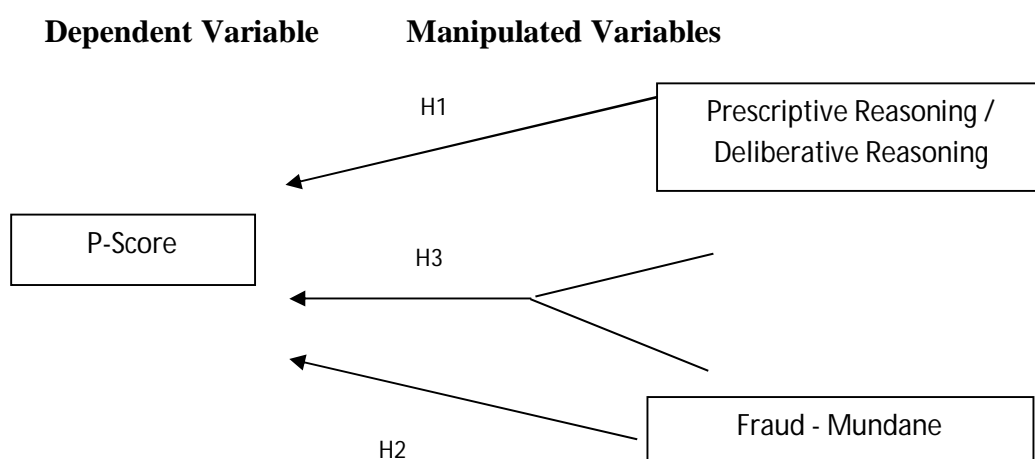 Dependent Variable Manipulated Variables
H1
Prescriptive Reasoning /
Deliberative Reasoning
P-Score
H3
Fraud - Mundane
H2